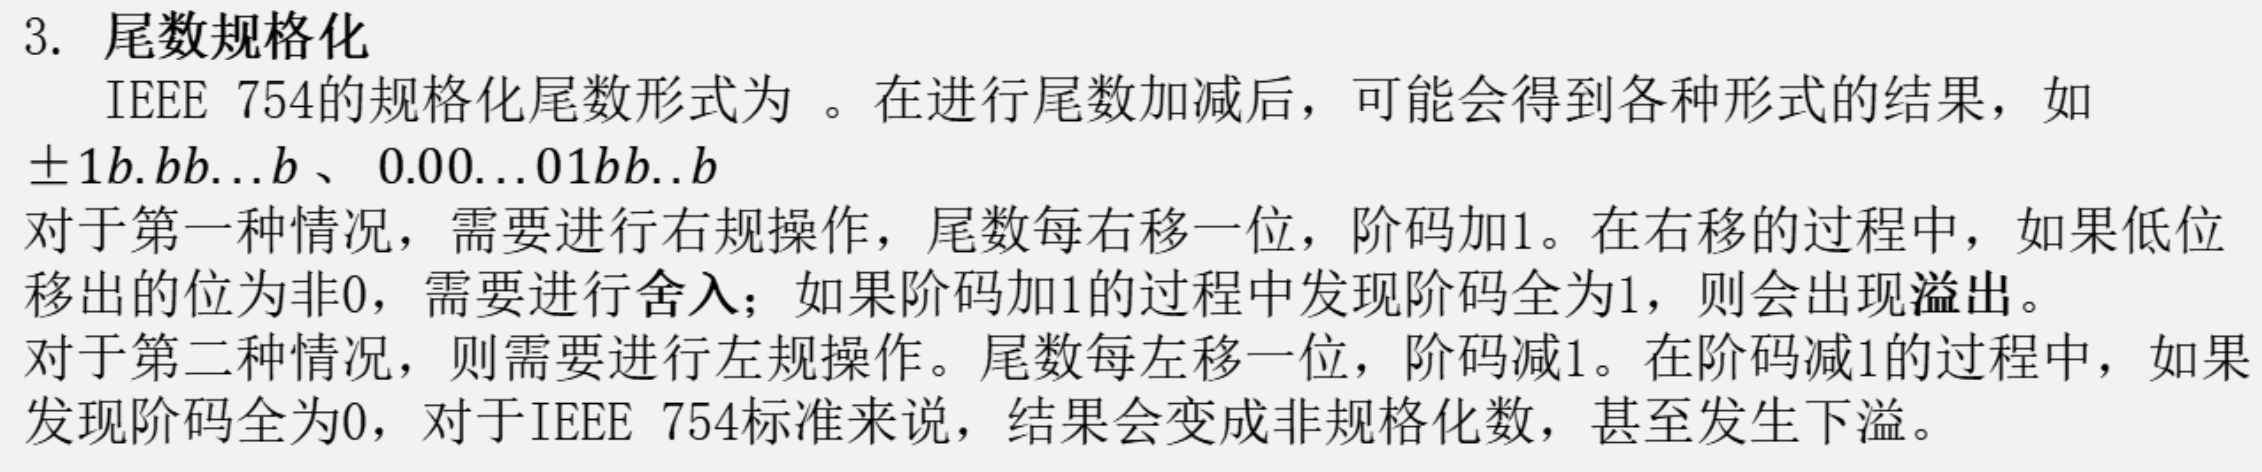 3. 尾数规格化
IEEE 754的规格化尾数形式为 。在进行尾数加减后，可能会得到各种形式的结果，如
±1b.bb...b 、 0.00...01bb..b
对于第一种情况，需要进行右规操作，尾数每右移一位，阶码加1。在右移的过程中，如果低位
移出的位为非0，需要进行舍入；如果阶码加1的过程中发现阶码全为1，则会出现溢出。
对于第二种情况，则需要进行左规操作。尾数每左移一位，阶码减1。在阶码减1的过程中，如果
发现阶码全为0，对于IEEE 754标准来说，结果会变成非规格化数，甚至发生下溢。